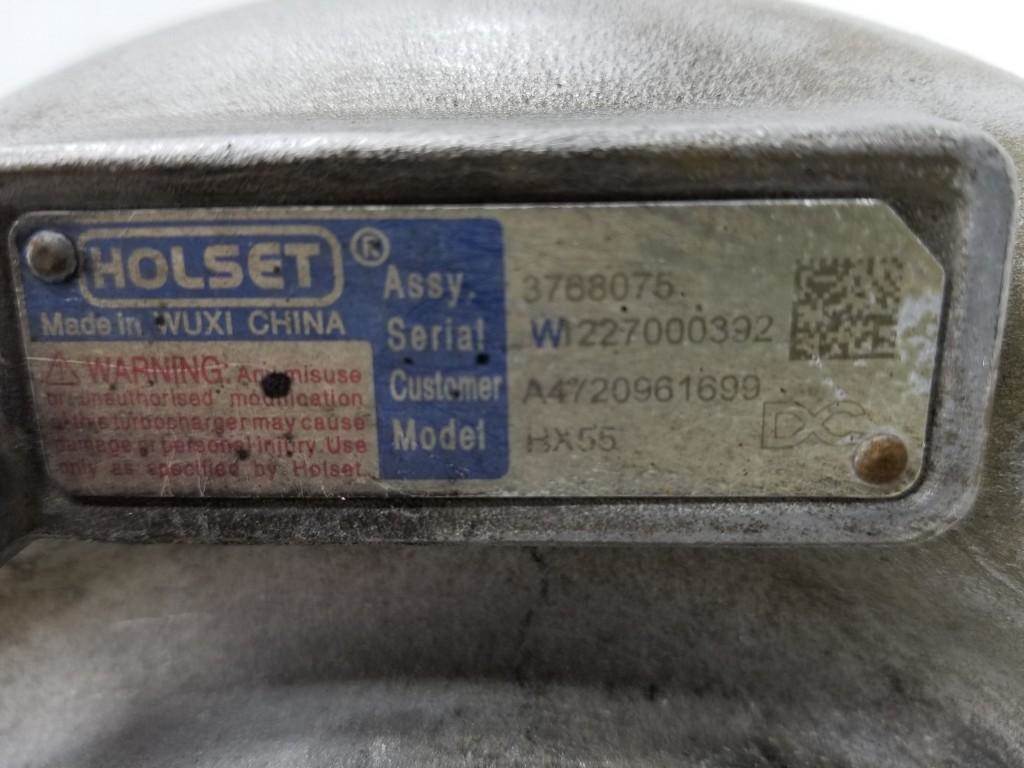 HOLSET ®
Made in WUXI CHINA
⚠ WARNING: Any misuse
or unauthorised modification
of this turbocharger may cause
damage or personal injury. Use
only as specified by Holset
Assy. 3768075
Serial WI227000392
Customer A4720961699
Model HX55
DC